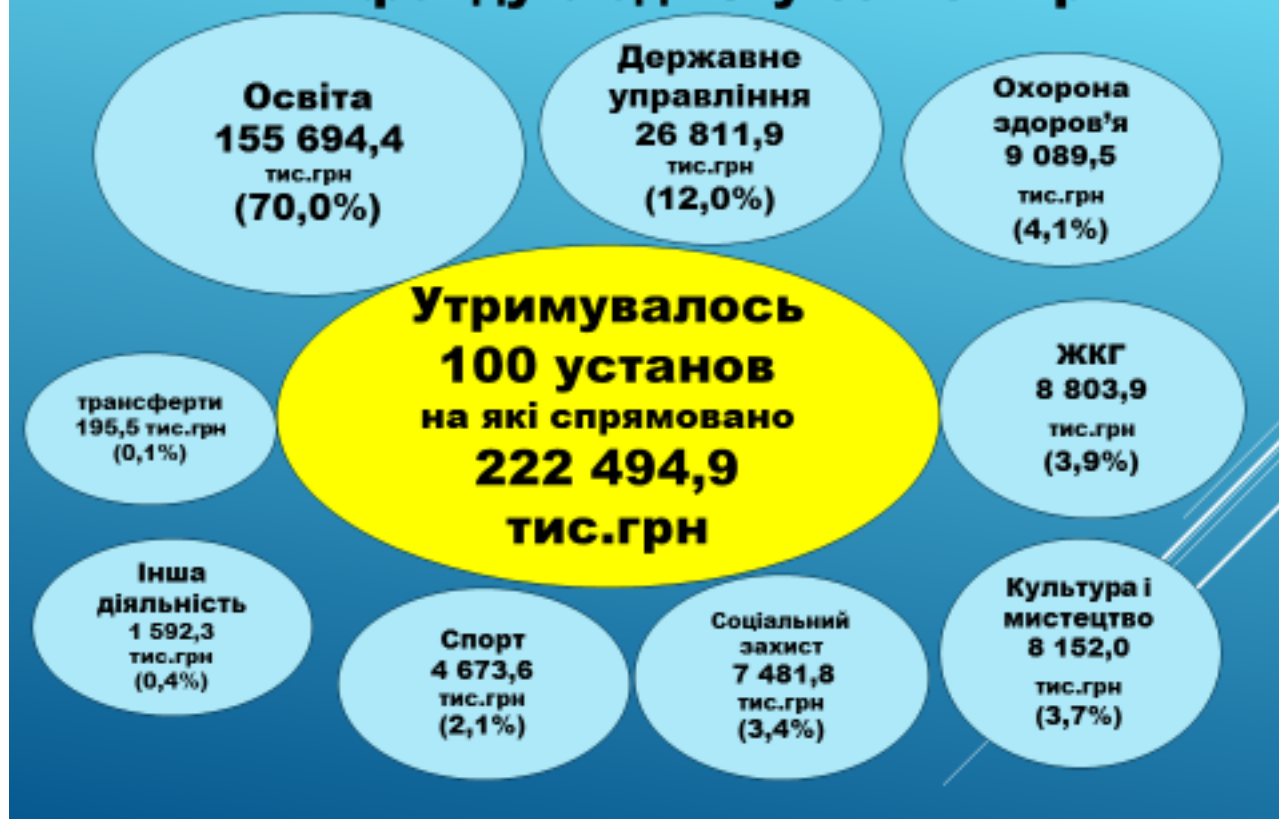 Освіта
155 694,4
тис.грн
(70,0%)
Державне
управління
26 811,9
тис.грн
(12,0%)
Охорона
здоров’я
9 089,5
тис.грн
(4,1%)
Утримувалось
100 установ
на які спрямовано
222 494,9
тис.грн
ЖКГ
8 803,9
тис.грн
(3,9%)
трансферти
195,5 тис.грн
(0,1%)
Інша
діяльність
1 592,3
тис.грн
(0,4%)
Спорт
4 673,6
тис.грн
(2,1%)
Соціальний
захист
7 481,8
тис.грн
(3,4%)
Культура і
мистецтво
8 152,0
тис.грн
(3,7%)